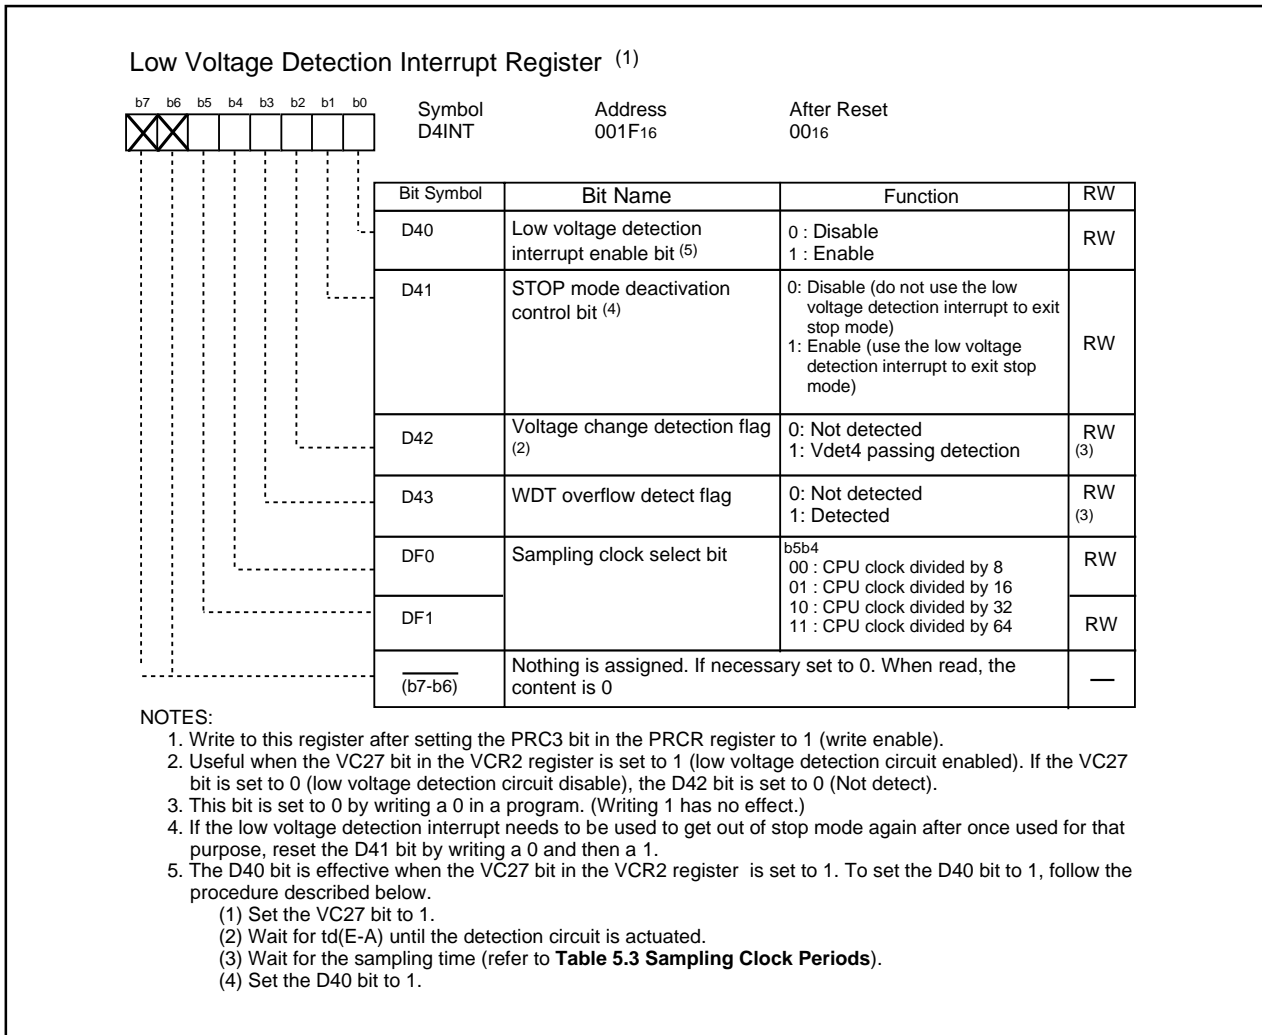 Low Voltage Detection Interrupt Register (1)
b7 b6 b5 b4 b3 b2 b1 b0
Symbol Address After Reset
D4INT 001F16 0016
Bit Symbol Bit Name Function RW
D40 Low voltage detection interrupt enable bit (5) 0 : Disable
1 : Enable RW
D41 STOP mode deactivation
control bit (4)
0: Disable (do not use the low
voltage detection interrupt to exit
stop mode)
1: Enable (use the low voltage
detection interrupt to exit stop
mode)
RW
D42 Voltage change detection flag
(2)
0: Not detected
1: Vdet4 passing detection
RW
(3)
D43 WDT overflow detect flag
0: Not detected
1: Detected
RW
(3)
DF0 Sampling clock select bit
b5b4
00 : CPU clock divided by 8
01 : CPU clock divided by 16
10 : CPU clock divided by 32
11 : CPU clock divided by 64
RW
DF1
RW
(b7-b6)
Nothing is assigned. If necessary set to 0. When read, the
content is 0
—
NOTES:
1. Write to this register after setting the PRC3 bit in the PRCR register to 1 (write enable).
2. Useful when the VC27 bit in the VCR2 register is set to 1 (low voltage detection circuit enabled). If the VC27
bit is set to 0 (low voltage detection circuit disable), the D42 bit is set to 0 (Not detect).
3. This bit is set to 0 by writing a 0 in a program. (Writing 1 has no effect.)
4. If the low voltage detection interrupt needs to be used to get out of stop mode again after once used for that
purpose, reset the D41 bit by writing a 0 and then a 1.
5. The D40 bit is effective when the VC27 bit in the VCR2 register is set to 1. To set the D40 bit to 1, follow the
procedure described below.
(1) Set the VC27 bit to 1.
(2) Wait for td(E-A) until the detection circuit is actuated.
(3) Wait for the sampling time (refer to Table 5.3 Sampling Clock Periods).
(4) Set the D40 bit to 1.